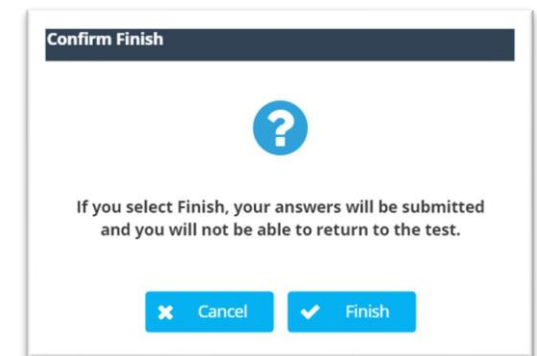 Confirm Finish
?
If you select Finish, your answers will be submitted
and you will not be able to return to the test.
Cancel
Finish